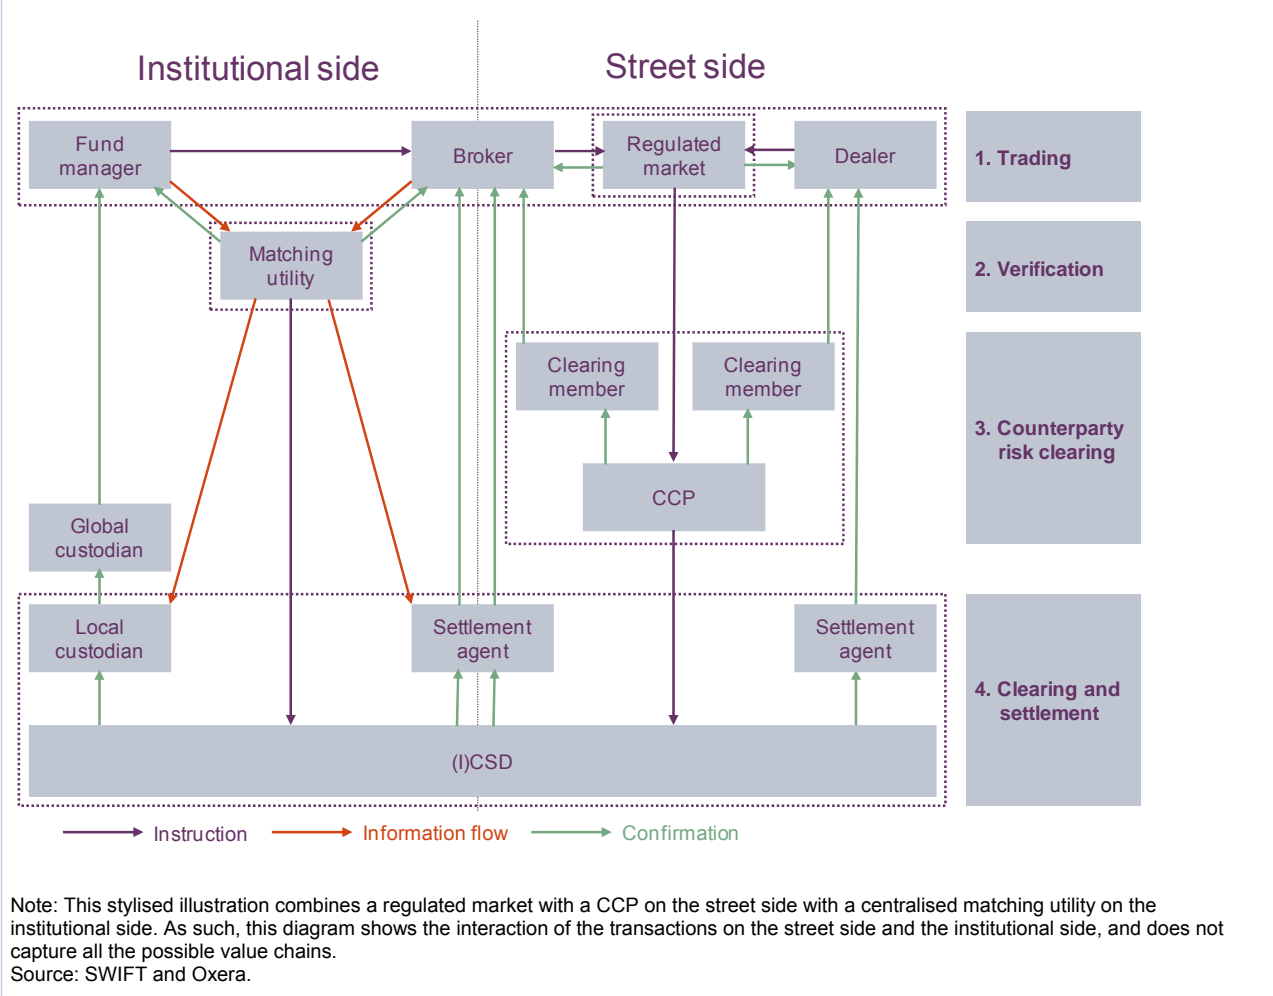 Institutional side
Street side
Fund
manager
Broker
Regulated
market
Dealer
1. Trading
Matching
utility
2. Verification
Clearing
member
Clearing
member
3. Counterparty
risk clearing
CCP
Global
custodian
Local
custodian
Settlement
agent
Settlement
agent
4. Clearing and
settlement
(I)CSD
Instruction
Information flow
Confirmation
Note: This stylised illustration combines a regulated market with a CCP on the street side with a centralised matching utility on the
institutional side. As such, this diagram shows the interaction of the transactions on the street side and the institutional side, and does not
capture all the possible value chains.
Source: SWIFT and Oxera.